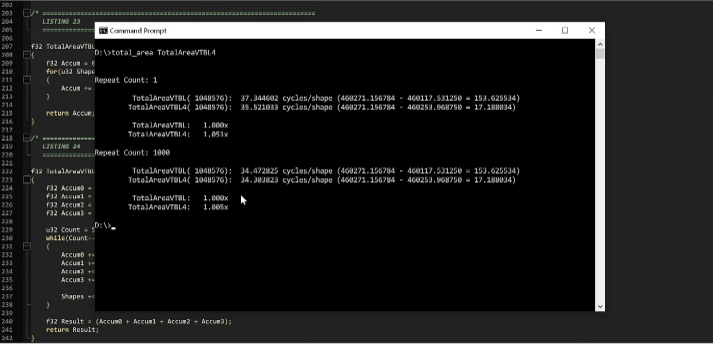 202
203 /* ========================================================================
204 LISTING 23
205 ========
206
207 f32 TotalAreaVTBL
208 {
209 f32 Accum = 0
210 for(u32 Shape
211 {
212 Accum +=
213 }
214
215 return Accum;
216 }
217
218 /* ========
219 LISTING 24
220 ========
221
222 f32 TotalAreaVTBL
223 {
224 f32 Accum0 =
225 f32 Accum1 =
226 f32 Accum2 =
227 f32 Accum3 =
228
229 u32 Count = S
230 while(Count--
231 {
232 Accum0 +=
233 Accum1 +=
234 Accum2 +=
235 Accum3 +=
236
237 Shapes +=
238 }
239
240 f32 Result = (Accum0 + Accum1 + Accum2 + Accum3);
241 return Result;
242 }
Command Prompt
D:\>total_area TotalAreaVTBL4
Repeat Count: 1
TotalAreaVTBL( 1048576): 37.344602 cycles/shape (460271.156784 - 460117.531250 = 153.625534)
TotalAreaVTBL4( 1048576): 35.521033 cycles/shape (460271.156784 - 460253.968750 = 17.188034)
TotalAreaVTBL: 1.000x
TotalAreaVTBL4: 1.051x
Repeat Count: 1000
TotalAreaVTBL( 1048576): 34.472825 cycles/shape (460271.156784 - 460117.531250 = 153.625534)
TotalAreaVTBL4( 1048576): 34.303823 cycles/shape (460271.156784 - 460253.968750 = 17.188034)
TotalAreaVTBL: 1.000x
TotalAreaVTBL4: 1.005x
D:\>